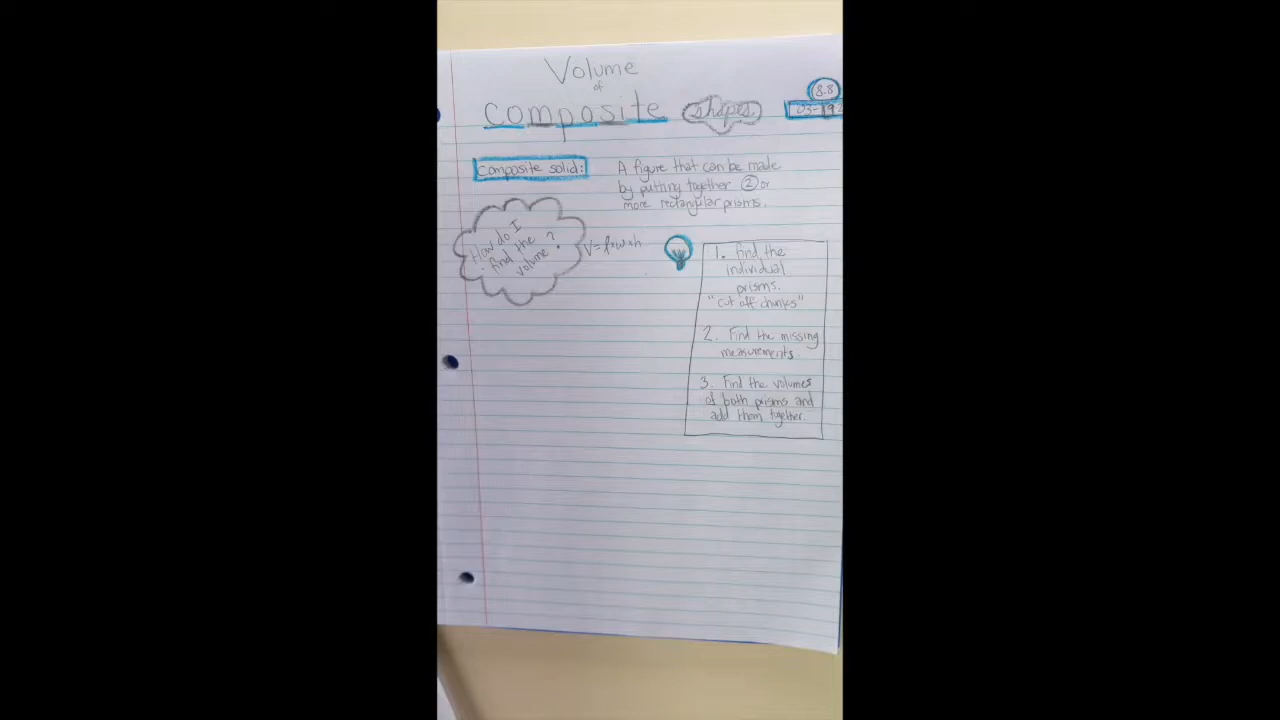 Volume
of
composite shapes
8.8
03-19
composite solid:
A figure that can be made
by putting together 2 or
more rectangular prisms.
How do I
find the
volume?
V= l×w×h
1. Find the
individual
prisms.
"cut off chunks"
2. Find the missing
measurements.
3. Find the volumes
of both prisms and
add them together.